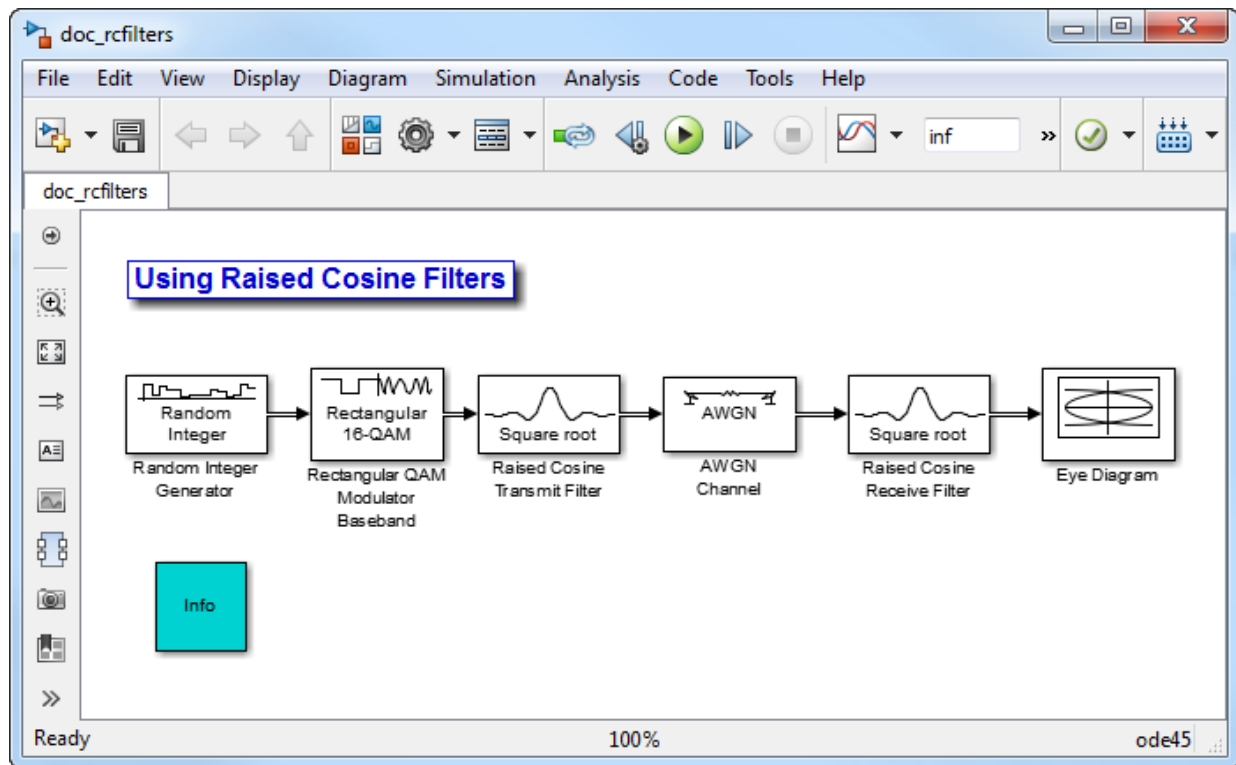 doc_rcfilters
File Edit View Display Diagram Simulation Analysis Code Tools Help
inf
»
doc_rcfilters
Using Raised Cosine Filters
Random
Integer
Random Integer
Generator
Rectangular
16-QAM
Rectangular QAM
Modulator
Baseband
Square root
Raised Cosine
Transmit Filter
AWGN
AWGN
Channel
Square root
Raised Cosine
Receive Filter
Eye Diagram
Info
»
Ready 100% ode45